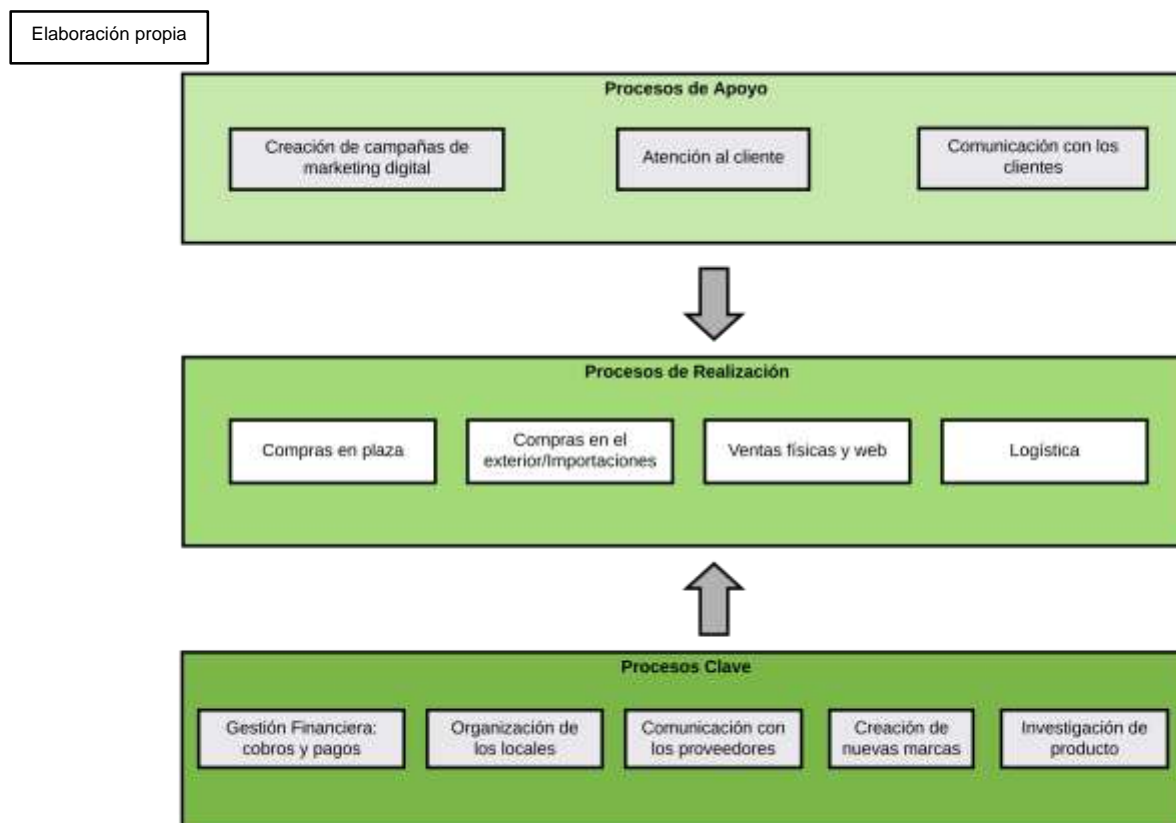 Elaboración propia
Procesos de Apoyo
Creación de campañas de
marketing digital
Atención al cliente
Comunicación con los
clientes
Procesos de Realización
Compras en plaza
Compras en el
exterior/Importaciones
Ventas físicas y web
Logística
Procesos Clave
Gestión Financiera:
cobros y pagos
Organización de
los locales
Comunicación con
los proveedores
Creación de
nuevas marcas
Investigación de
producto